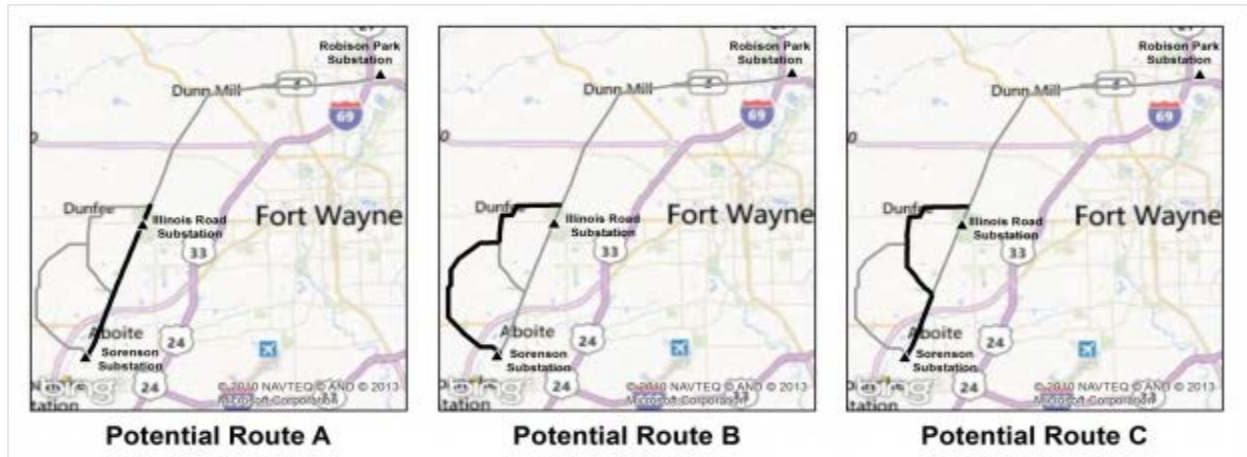 Robison Park
Substation
Dunn Mill
69
Dunfee
Illinois Road
Substation
Fort Wayne
33
Aboite
24
Sorenson
Substation
24
© 2010 NAVTEQ © AND © 2013
Microsoft Corporation
Potential Route A
Robison Park
Substation
Dunn Mill
69
Dunfee
Illinois Road
Substation
Fort Wayne
33
Aboite
24
Sorenson
Substation
24
© 2010 NAVTEQ © AND © 2013
Microsoft Corporation
Potential Route B
Robison Park
Substation
Dunn Mill
69
Dunfee
Illinois Road
Substation
Fort Wayne
33
Aboite
24
Sorenson
Substation
24
© 2010 NAVTEQ © AND © 2013
Microsoft Corporation
Potential Route C